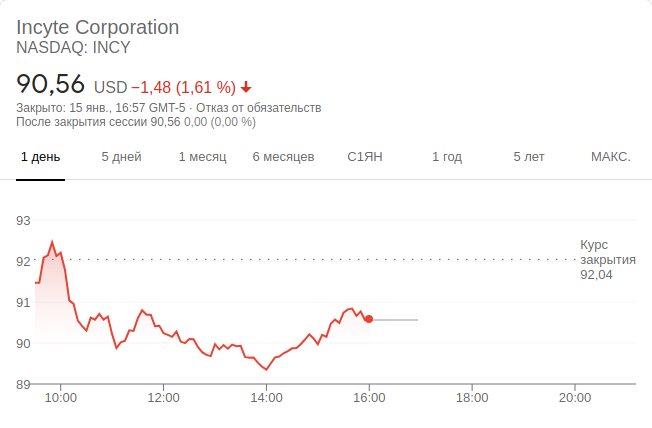 Incyte Corporation
NASDAQ: INCY
90,56 USD −1,48 (1,61 %)
Закрыто: 15 янв., 16:57 GMT-5 · Отказ от обязательств
После закрытия сессии 90,56 0,00 (0,00 %)
1 день 5 дней 1 месяц 6 месяцев С1ЯН 1 год 5 лет МАКС.
93
Курс
92 закрытия
92,04
91
90
89
10:00 12:00 14:00 16:00 18:00 20:00